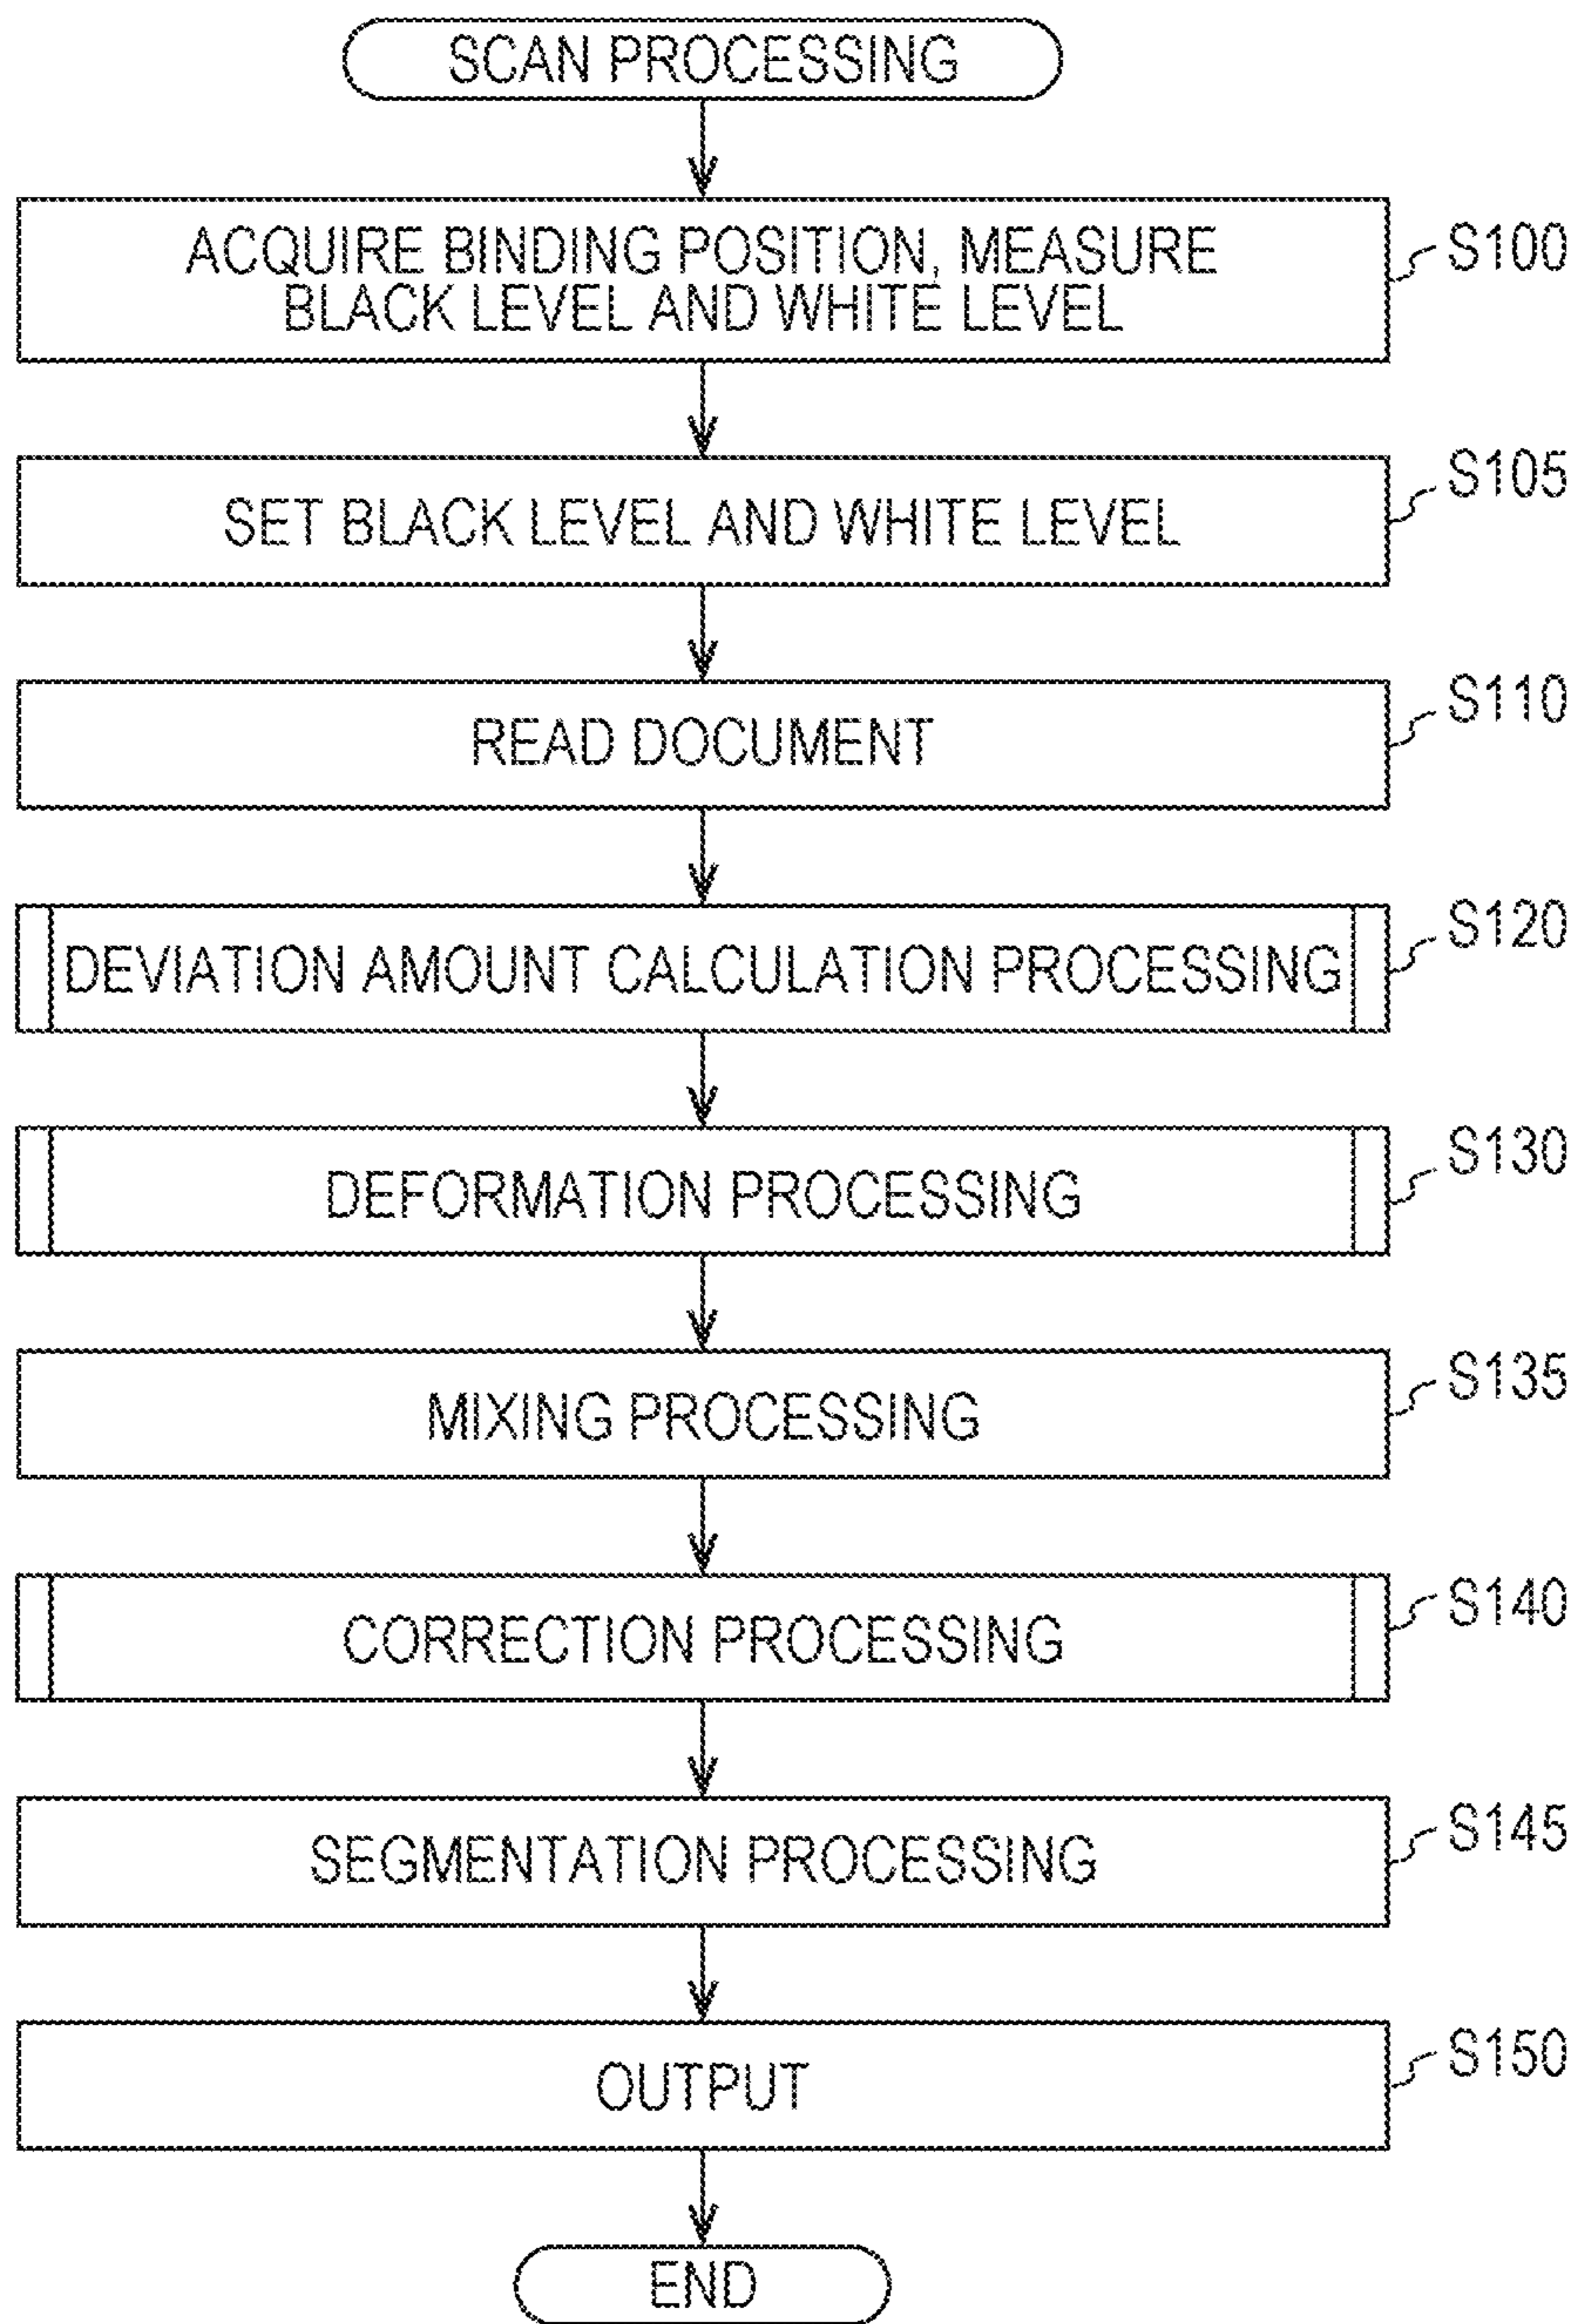 SCAN PROCESSING
ACQUIRE BINDING POSITION, MEASURE
BLACK LEVEL AND WHITE LEVEL
S100
SET BLACK LEVEL AND WHITE LEVEL
S105
READ DOCUMENT
S110
DEVIATION AMOUNT CALCULATION PROCESSING
S120
DEFORMATION PROCESSING
S130
MIXING PROCESSING
S135
CORRECTION PROCESSING
S140
SEGMENTATION PROCESSING
S145
OUTPUT
S150
END